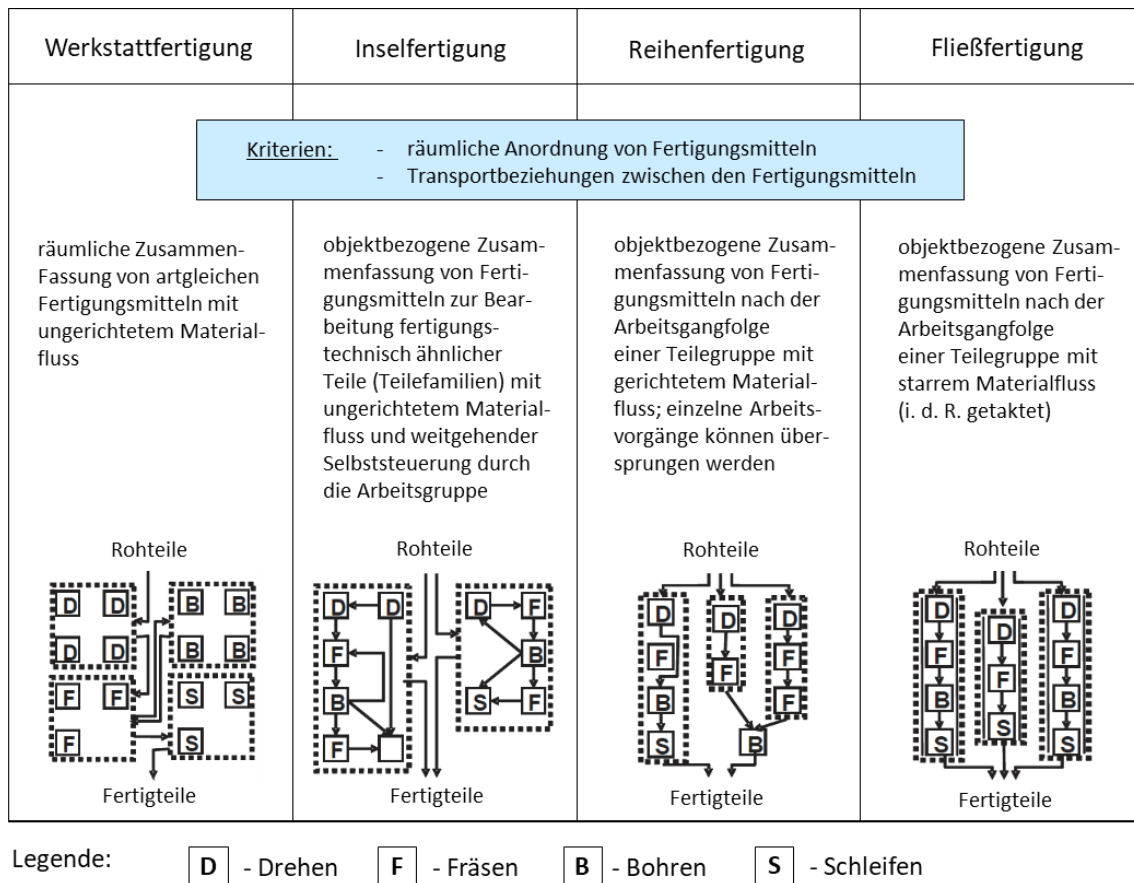 Werkstattfertigung
Inselfertigung
Reihenfertigung
Fließfertigung
Kriterien: - räumliche Anordnung von Fertigungsmitteln
- Transportbeziehungen zwischen den Fertigungsmitteln
räumliche Zusammen-
Fassung von artgleichen
Fertigungsmitteln mit
ungerichtetem Material-
fluss
objektbezogene Zusam-
menfassung von Ferti-
gungsmitteln zur Bear-
beitung fertigungs-
technisch ähnlicher
Teile (Teilefamilien) mit
ungerichtetem Material-
fluss und weitgehender
Selbststeuerung durch
die Arbeitsgruppe
objektbezogene Zusam-
menfassung von Ferti-
gungsmitteln nach der
Arbeitsgangfolge
einer Teilegruppe mit
gerichtetem Material-
fluss; einzelne Arbeits-
vorgänge können über-
sprungen werden
objektbezogene Zusam-
menfassung von Ferti-
gungsmitteln nach der
Arbeitsgangfolge
einer Teilegruppe mit
starrem Materialfluss
(i. d. R. getaktet)
Rohteile
D D B B
D D B B
F F S S
F S
Fertigteile
Rohteile
D D D F
F B
B S F
F
Fertigteile
Rohteile
D D D
F F F
B F
S B
Fertigteile
Rohteile
D D D
F F F
B S B
S S
Fertigteile
Legende: D - Drehen F - Fräsen B - Bohren S - Schleifen